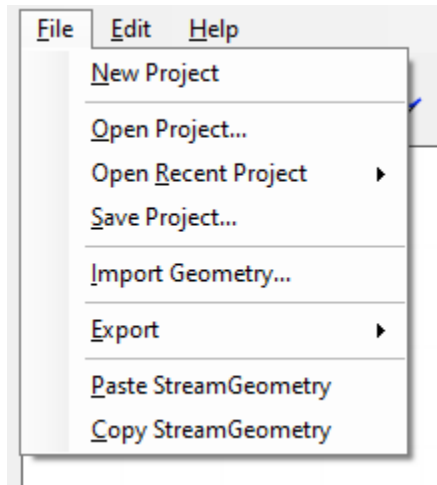 File Edit Help
New Project
Open Project...
Open Recent Project
Save Project...
Import Geometry...
Export
Paste StreamGeometry
Copy StreamGeometry